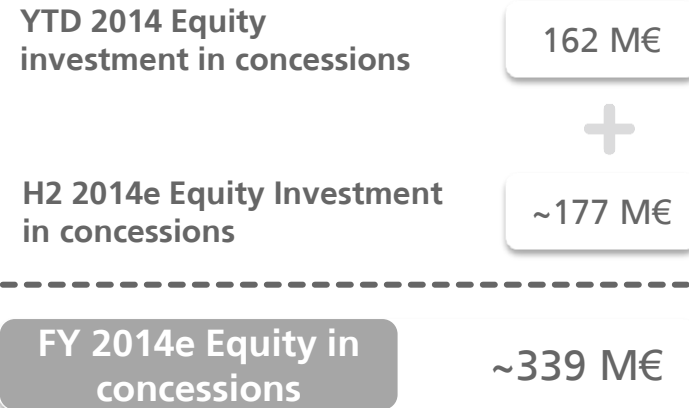 YTD 2014 Equity
investment in concessions
162 M€
+
H2 2014e Equity Investment
in concessions
~177 M€
FY 2014e Equity in
concessions
~339 M€